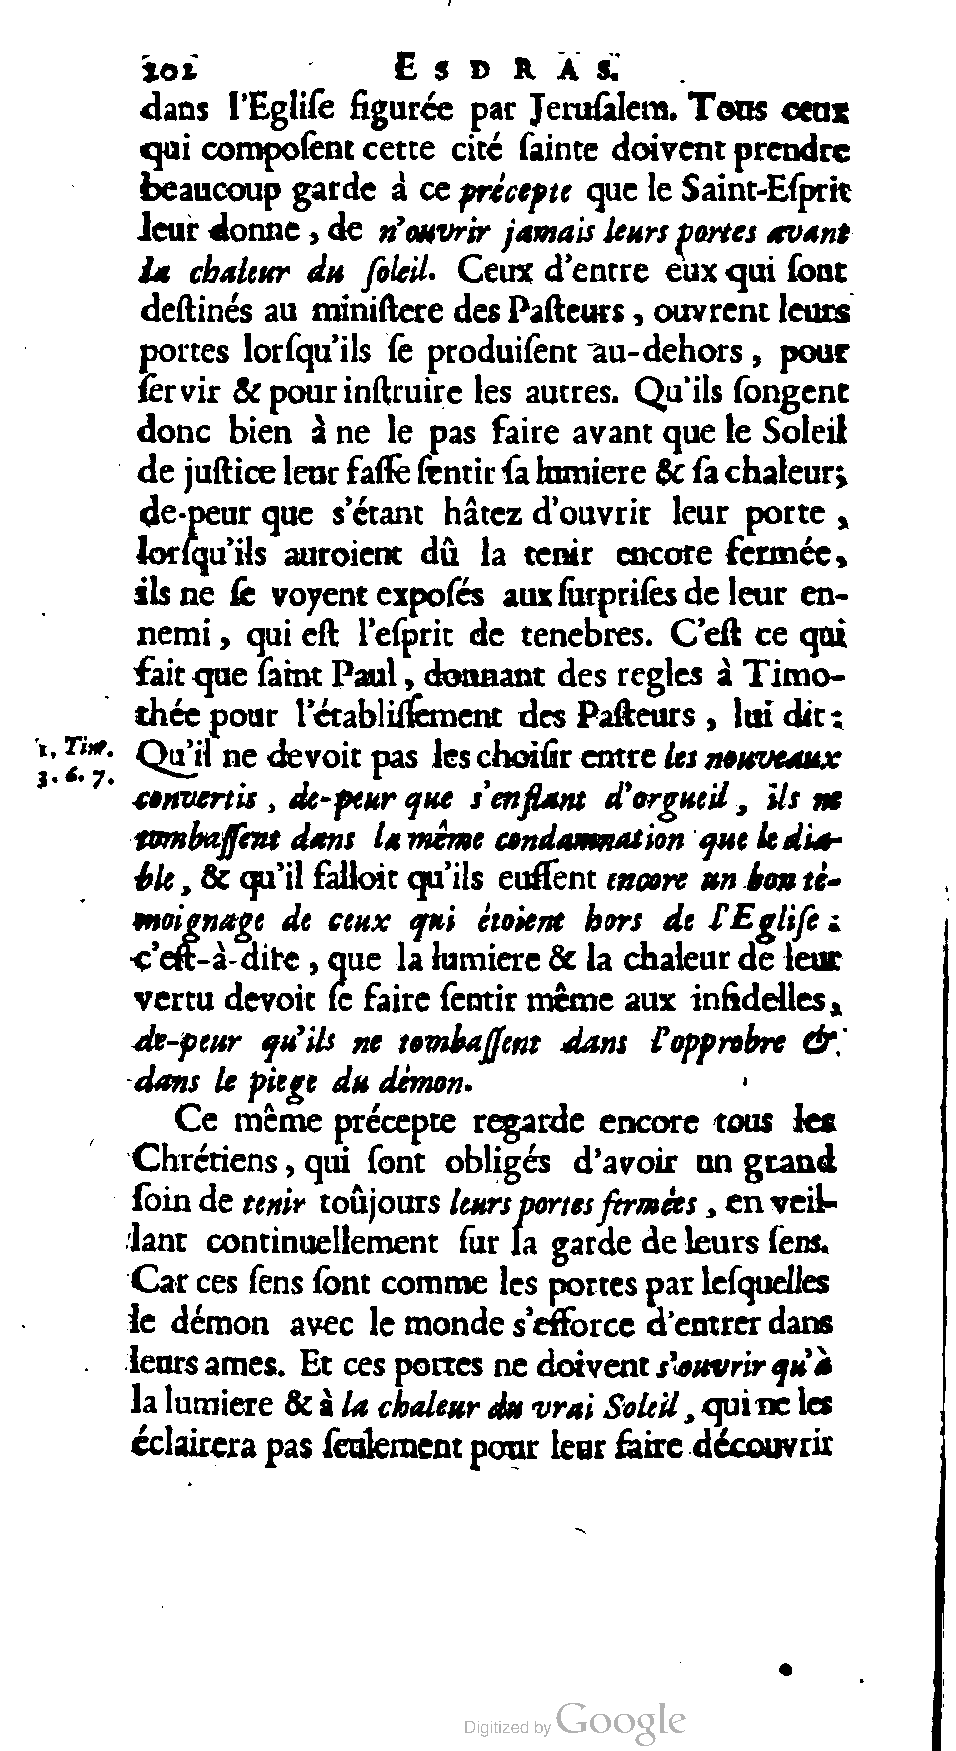 202 ESDRAS.
dans l'Egliſe figurée par Jeruſalem. Tous ceux
qui compoſent cette cité ſainte doivent prendre
beaucoup garde à ce précepte que le Saint-Eſprit
leur donne, de n'ouvrir jamais leurs portes avant
la chaleur du ſoleil. Ceux d'entre eux qui ſont
deſtinés au miniſtere des Paſteurs, ouvrent leurs
portes lorſqu'ils ſe produiſent au-dehors, pour
ſervir & pour inſtruire les autres. Qu'ils ſongent
donc bien à ne le pas faire avant que le Soleil
de juſtice leur faſſe ſentir ſa lumiere & ſa chaleur;
de-peur que s'étant hâtez d'ouvrir leur porte,
lorſqu'ils auroient dû la tenir encore fermée,
ils ne ſe voyent expoſés aux ſurpriſes de leur en-
nemi, qui eſt l'eſprit de tenebres. C'eſt ce qui
fait que ſaint Paul, donnant des regles à Timo-
thée pour l'établiſſement des Paſteurs, lui dit:
1. Tim. 3. 6. 7.
Qu'il ne devoit pas les choiſir entre les nouveaux
convertis, de-peur que s'enflant d'orgueil, ils ne
tombaſſent dans la même condamnation que le dia-
ble, & qu'il falloit qu'ils euſſent encore un bon té-
moignage de ceux qui étoient hors de l'Egliſe:
c'eſt-à-dire, que la lumiere & la chaleur de leur
vertu devoit ſe faire ſentir même aux infidelles,
de-peur qu'ils ne tombaſſent dans l'opprobre &
dans le piege du démon.
Ce même précepte regarde encore tous les
Chrétiens, qui ſont obligés d'avoir un grand
ſoin de tenir toûjours leurs portes fermées, en veil-
lant continuellement ſur la garde de leurs ſens.
Car ces ſens ſont comme les portes par leſquelles
le démon avec le monde s'efforce d'entrer dans
leurs ames. Et ces portes ne doivent s'ouvrir qu'à
la lumiere & à la chaleur du vrai Soleil, qui ne les
éclairera pas ſeulement pour leur faire découvrir
Digitized by Google